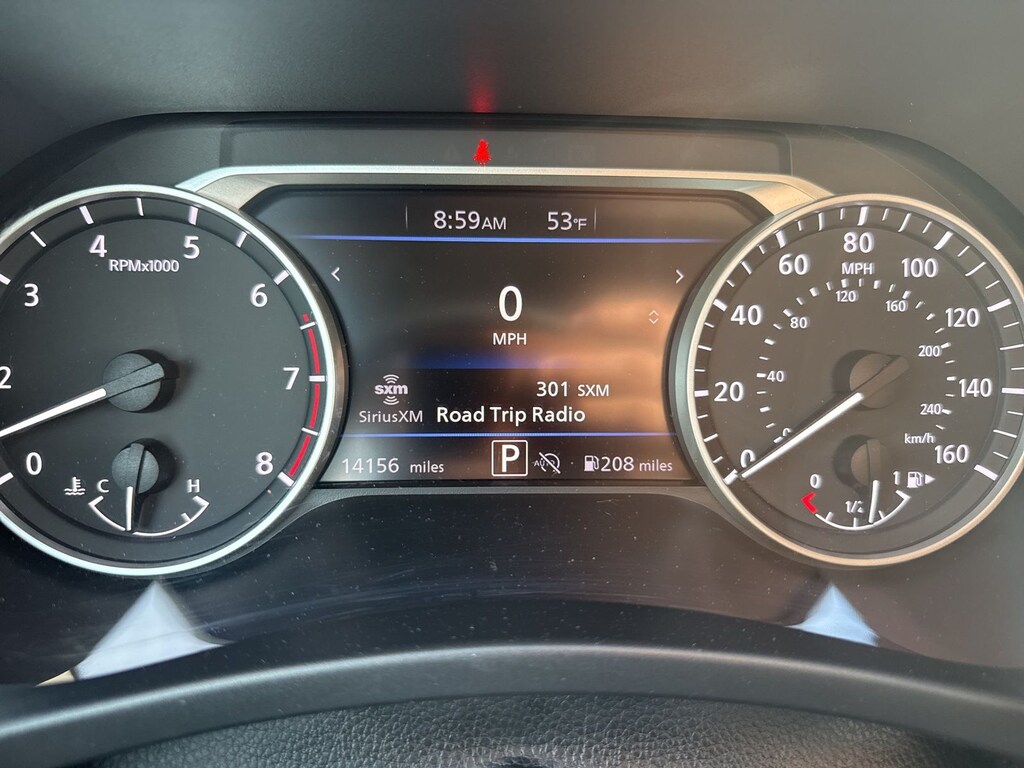 8:59AM 53°F
4 5
RPMx1000
3 6
2 7
0 8
C H
0
MPH
sxm
SiriusXM
301 SXM
Road Trip Radio
14156 miles P 208 miles
80
60 MPH 100
40 120
20 140
0 160
120 160
80 200
40 240
0 km/h
0 1/2 1